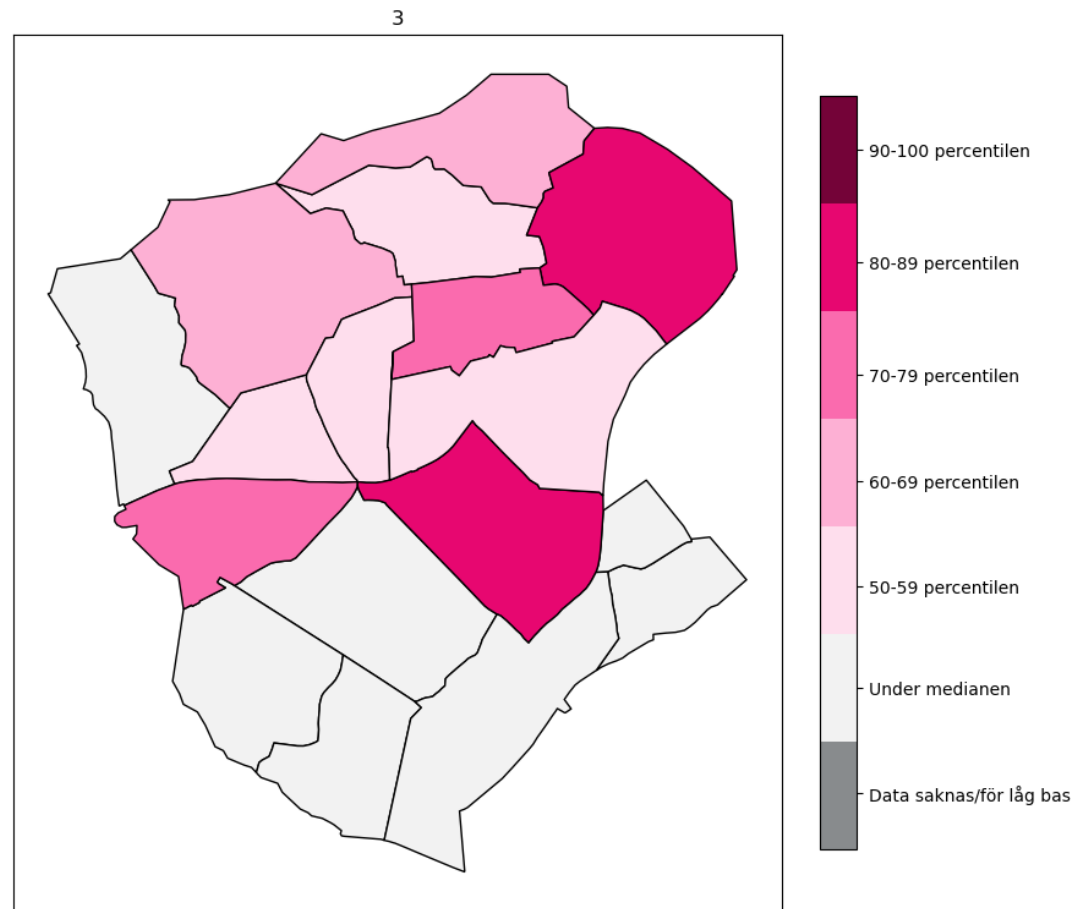 3
90-100 percentilen
80-89 percentilen
70-79 percentilen
60-69 percentilen
50-59 percentilen
Under medianen
Data saknas/för låg bas